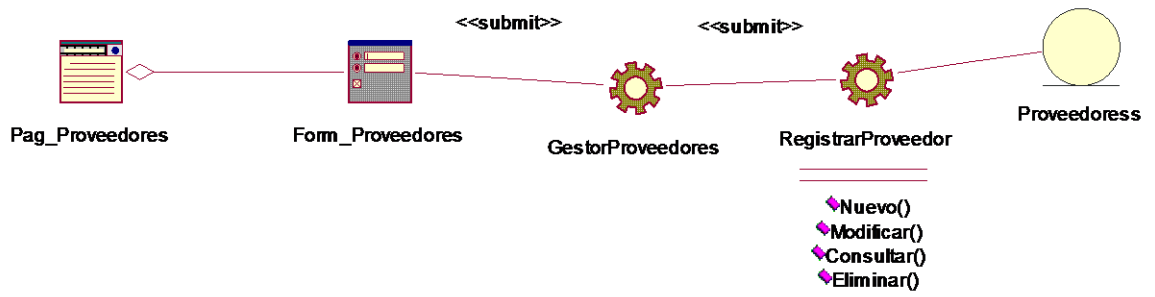 <<submit>>
<<submit>>
Pag_Proveedores
Form_Proveedores
GestorProveedores
RegistrarProveedor
Proveedoress
Nuevo()
Modificar()
Consultar()
Eliminar()